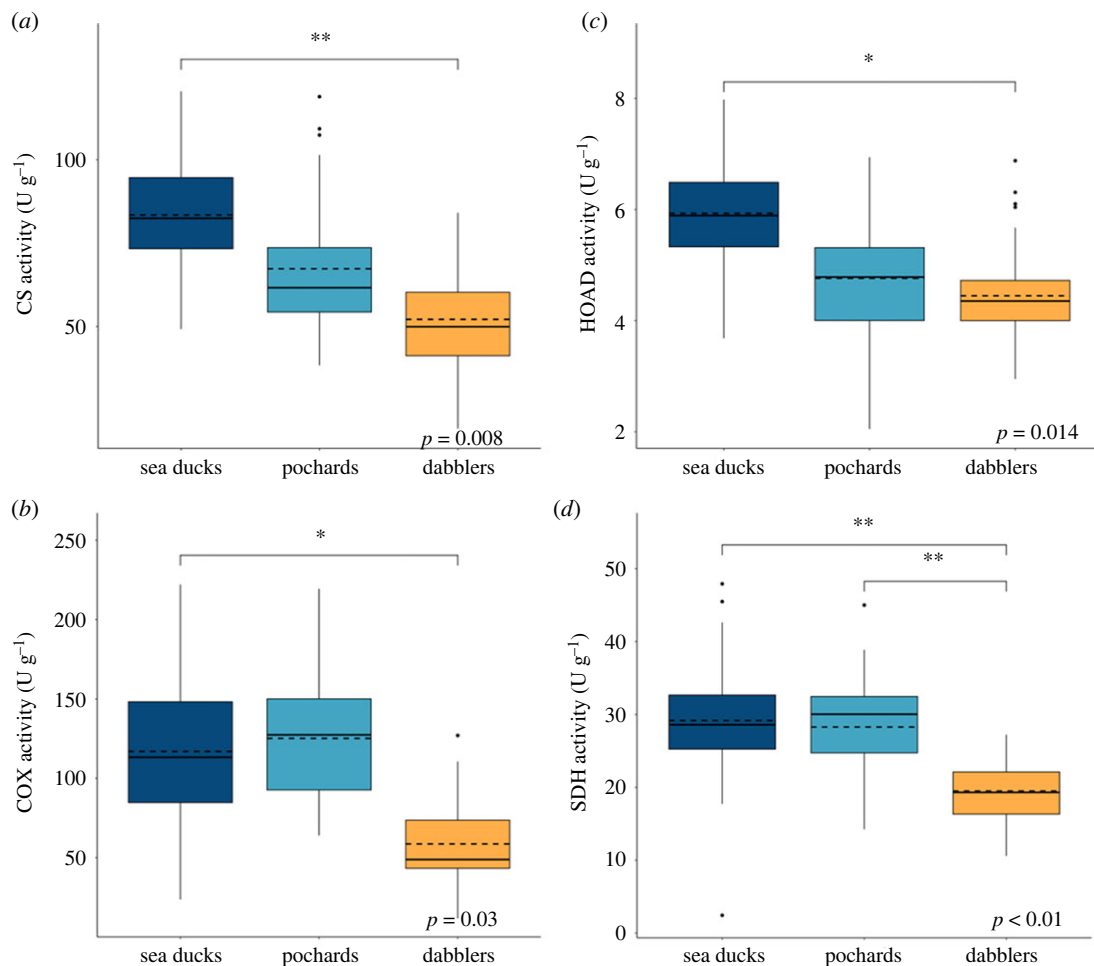 (a)
**
100
50
CS activity (U g⁻¹)
p = 0.008
sea ducks pochards dabblers
(c)
*
8
6
4
2
HOAD activity (U g⁻¹)
p = 0.014
sea ducks pochards dabblers
(b)
*
250
200
150
100
50
COX activity (U g⁻¹)
p = 0.03
sea ducks pochards dabblers
(d)
**
**
50
40
30
20
10
0
SDH activity (U g⁻¹)
p < 0.01
sea ducks pochards dabblers